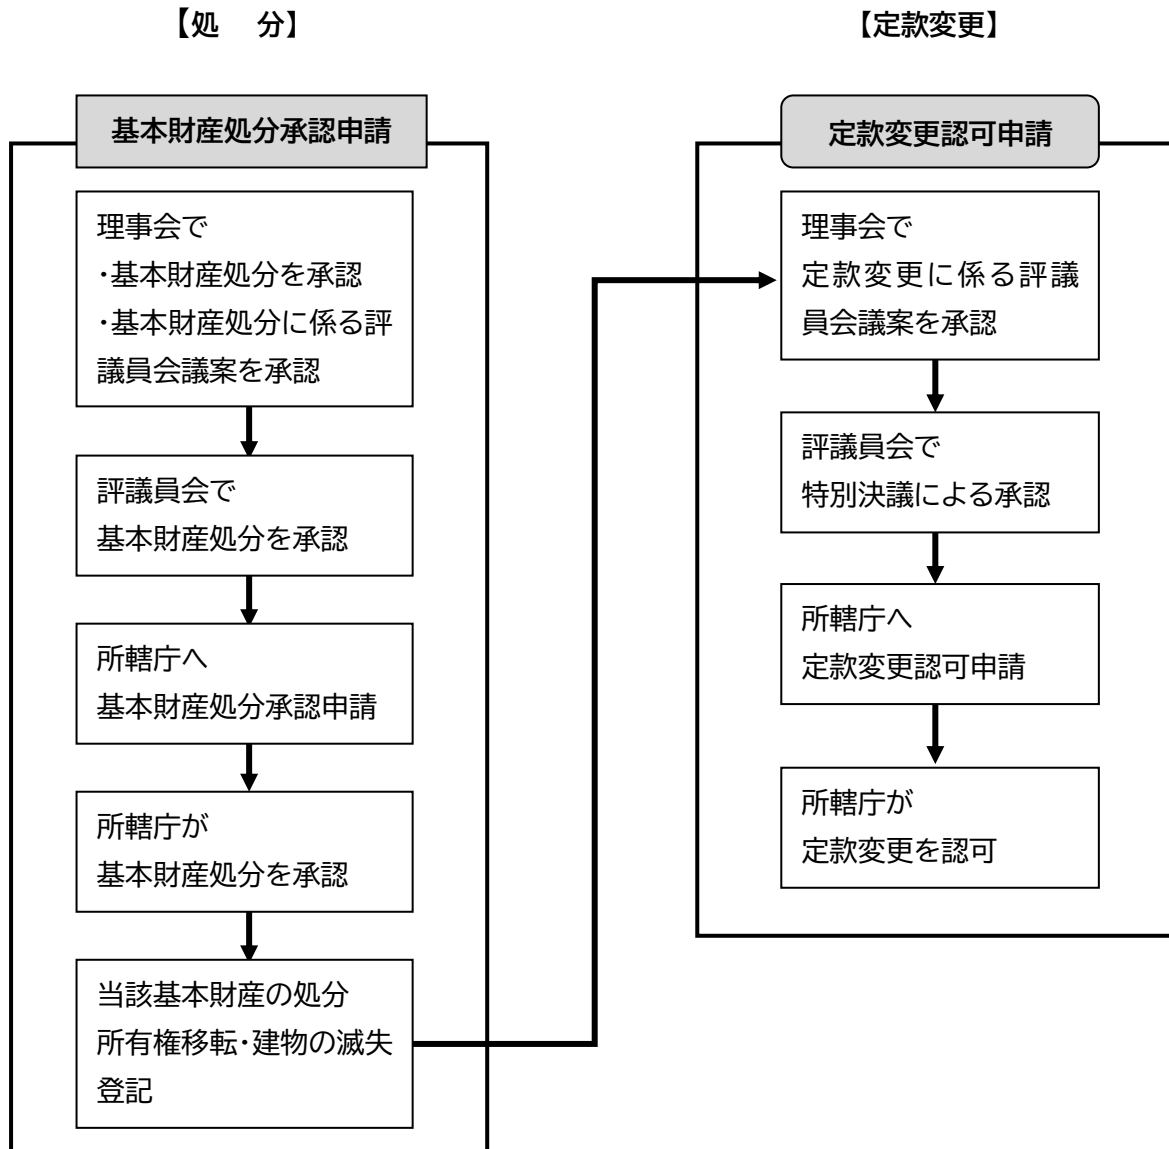 【処　分】
基本財産処分承認申請
理事会で
・基本財産処分を承認
・基本財産処分に係る評
議員会議案を承認
評議員会で
基本財産処分を承認
所轄庁へ
基本財産処分承認申請
所轄庁が
基本財産処分を承認
当該基本財産の処分
所有権移転・建物の滅失
登記
【定款変更】
定款変更認可申請
理事会で
定款変更に係る評議
員会議案を承認
評議員会で
特別決議による承認
所轄庁へ
定款変更認可申請
所轄庁が
定款変更を認可